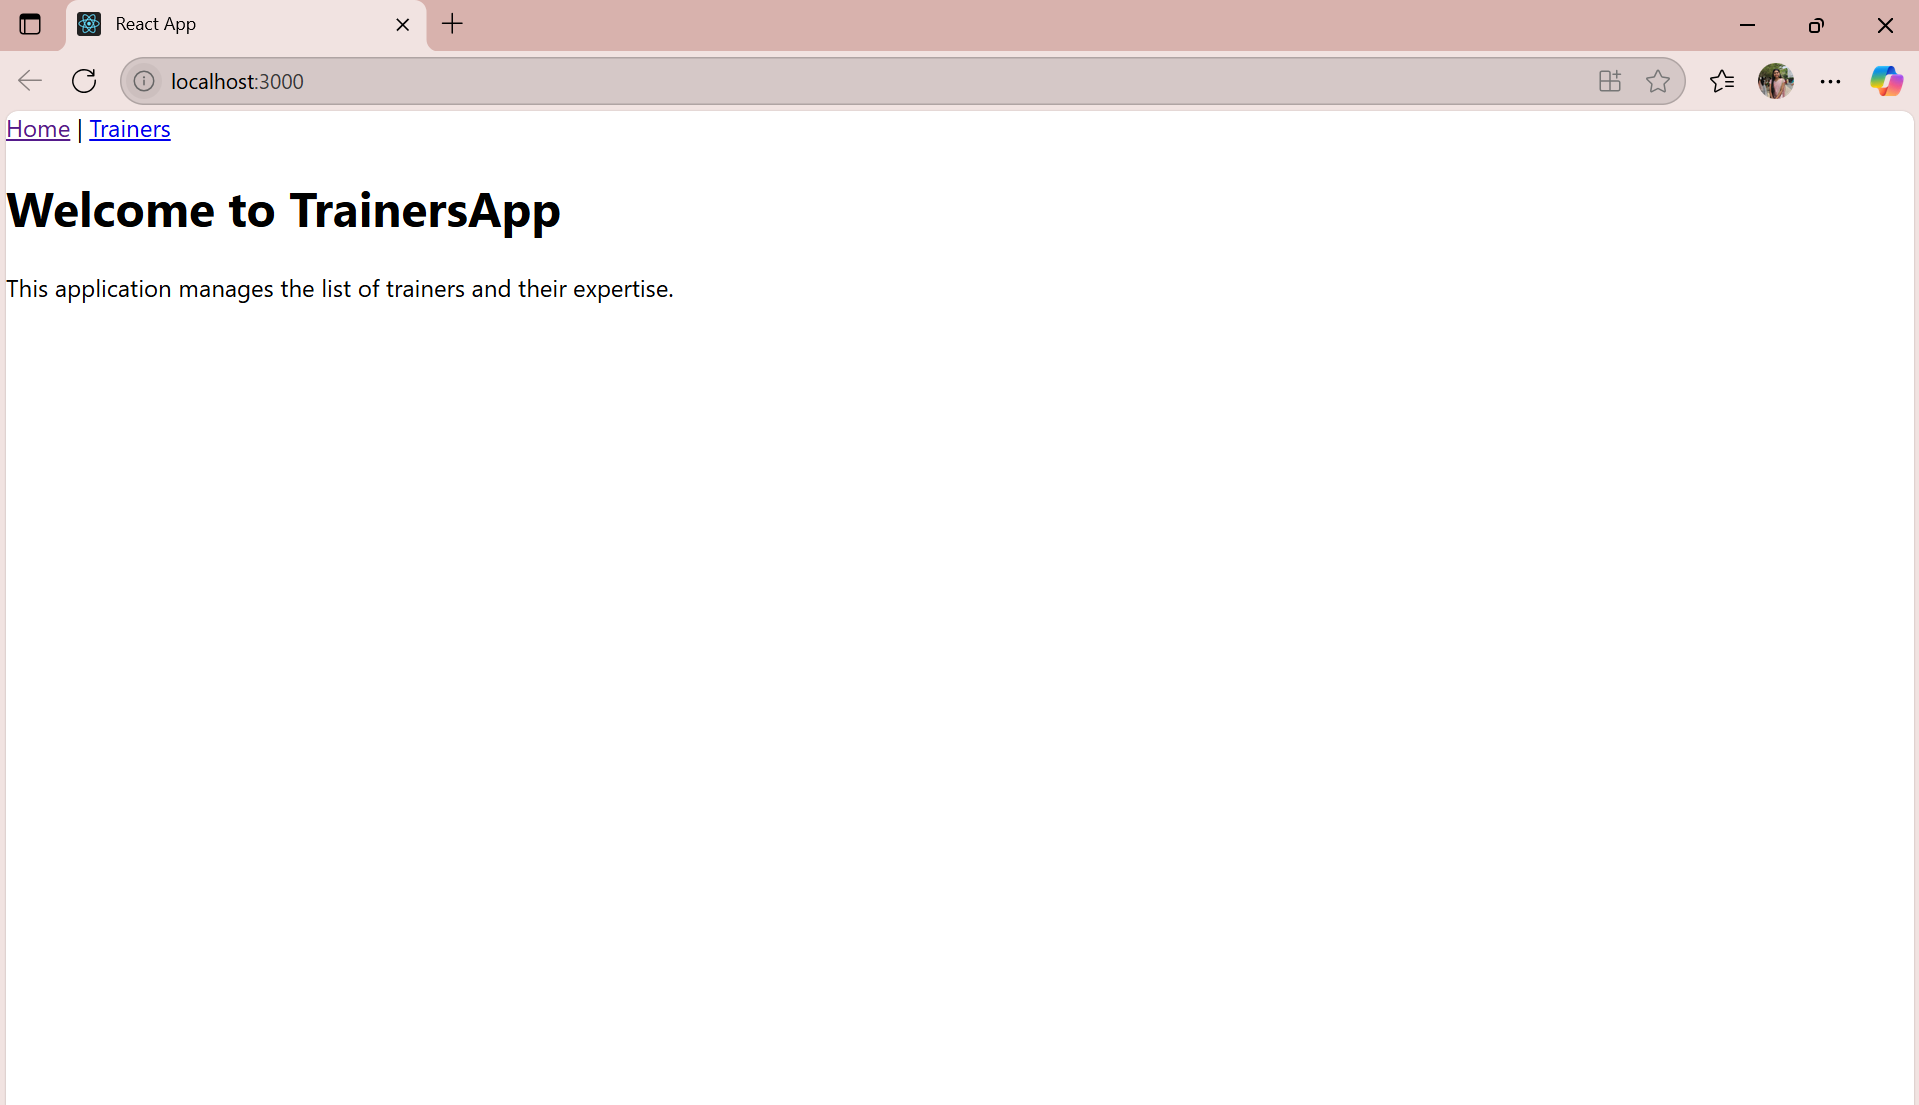 React App
localhost:3000
Home | Trainers
Welcome to TrainersApp
This application manages the list of trainers and their expertise.